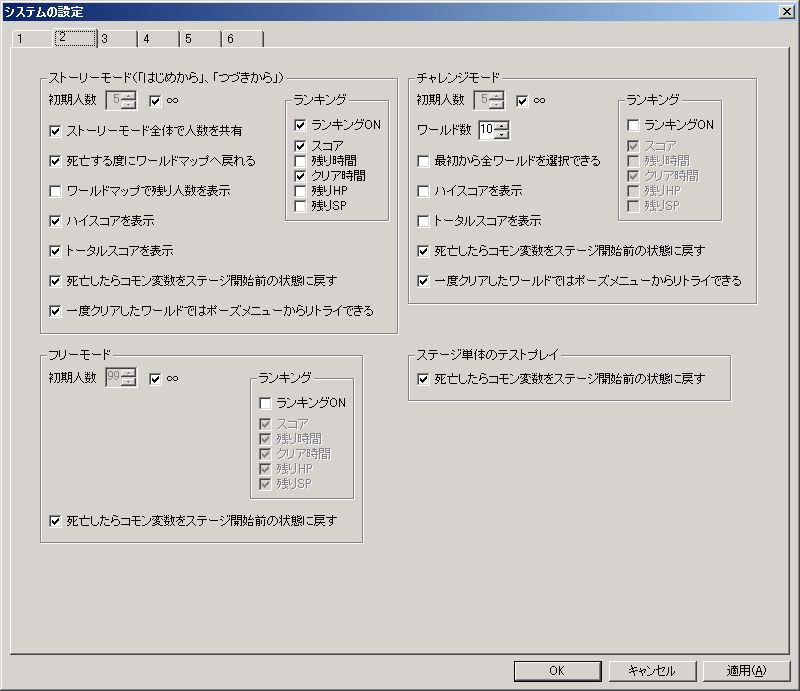 システムの設定
1 2 3 4 5 6
ストーリーモード(「はじめから」、「つづきから」)
初期人数 5 ∞
ストーリーモード全体で人数を共有
死亡する度にワールドマップへ戻れる
ワールドマップで残り人数を表示
ハイスコアを表示
トータルスコアを表示
死亡したらコモン変数をステージ開始前の状態に戻す
一度クリアしたワールドではポーズメニューからリトライできる
ランキング
ランキングON
スコア
残り時間
クリア時間
残りHP
残りSP
チャレンジモード
初期人数 5 ∞
ワールド数 10
最初から全ワールドを選択できる
ハイスコアを表示
トータルスコアを表示
死亡したらコモン変数をステージ開始前の状態に戻す
一度クリアしたワールドではポーズメニューからリトライできる
ランキング
ランキングON
スコア
残り時間
クリア時間
残りHP
残りSP
フリーモード
初期人数 99 ∞
ランキング
ランキングON
スコア
残り時間
クリア時間
残りHP
残りSP
死亡したらコモン変数をステージ開始前の状態に戻す
ステージ単体のテストプレイ
死亡したらコモン変数をステージ開始前の状態に戻す
OK キャンセル 適用(A)